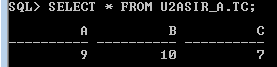 SQL> SELECT * FROM U2ASIR_A.TC;
A B C
---------- ---------- ----------
9 10 7